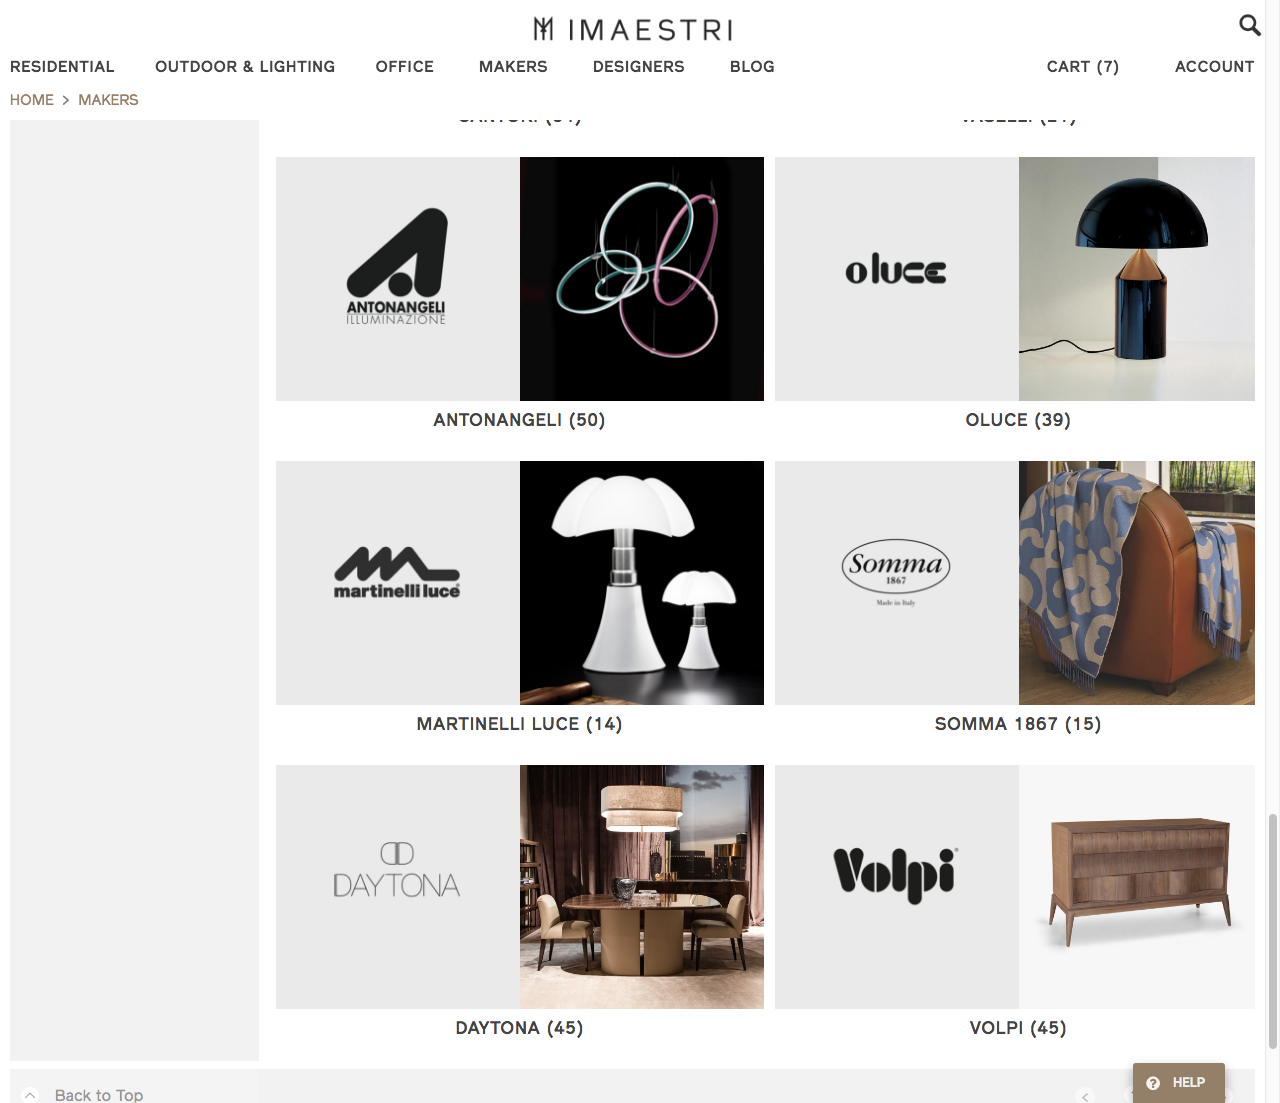 IMAESTRI
RESIDENTIAL OUTDOOR & LIGHTING OFFICE MAKERS DESIGNERS BLOG CART (7) ACCOUNT
HOME > MAKERS
ANTONANGELI
ILLUMINAZIONE
oluce
ANTONANGELI (50) OLUCE (39)
martinelli luce
Somma
1867
Made in Italy
MARTINELLI LUCE (14) SOMMA 1867 (15)
DAYTONA
Volpi
DAYTONA (45) VOLPI (45)
Back to Top
? HELP